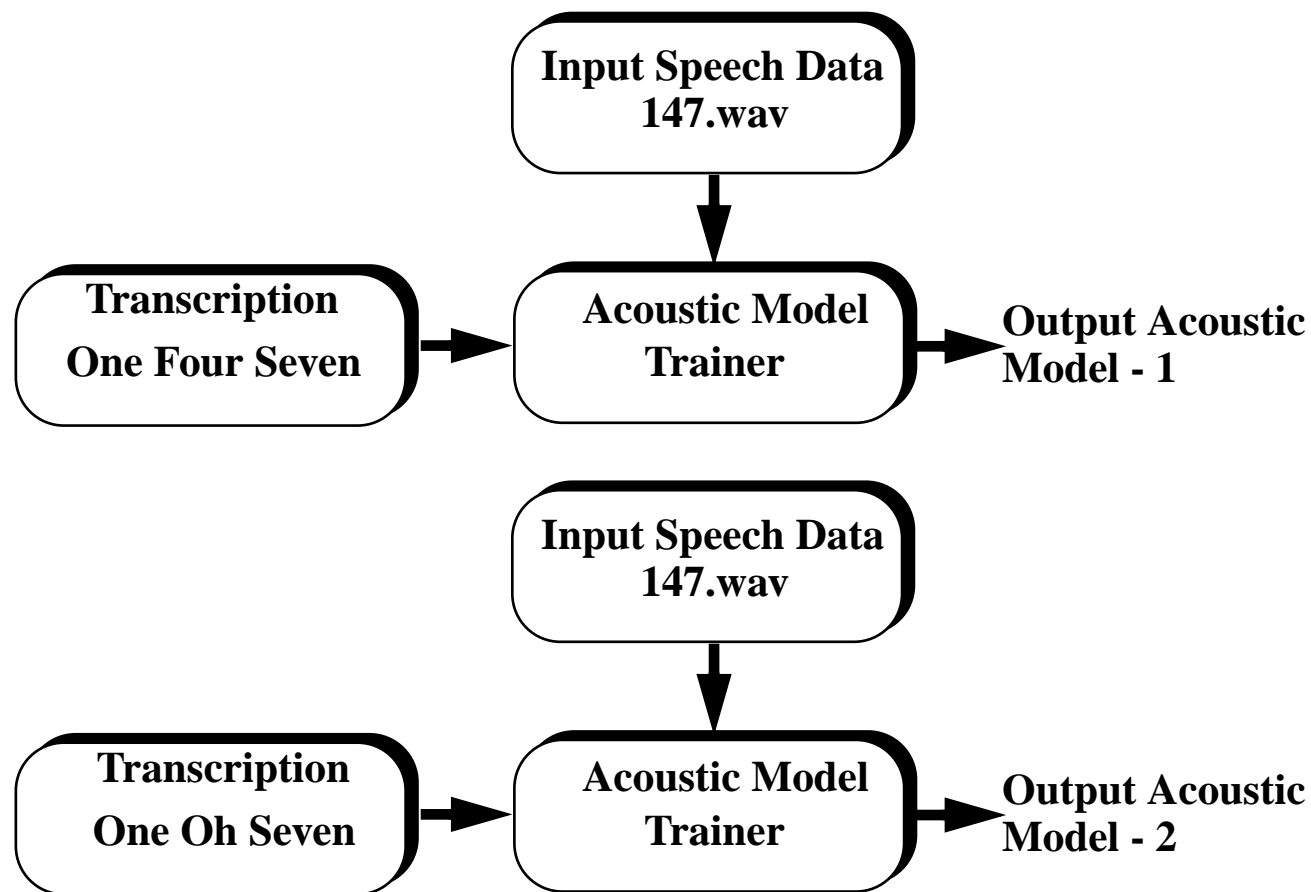 Input Speech Data
147.wav
Transcription
One Four Seven
Acoustic Model
Trainer
Output Acoustic
Model - 1
Input Speech Data
147.wav
Transcription
One Oh Seven
Acoustic Model
Trainer
Output Acoustic
Model - 2